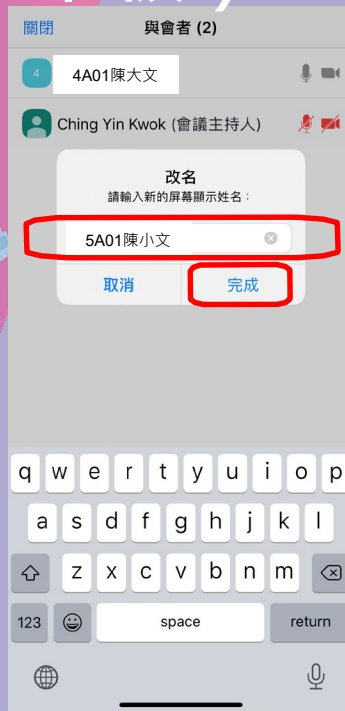 關閉 與會者 (2)
4 4A01陳大文
Ching Yin Kwok (會議主持人)
改名
請輸入新的屏幕顯示姓名：
5A01陳小文
取消 完成
q w e r t y u i o p
a s d f g h j k l
z x c v b n m
123 space return